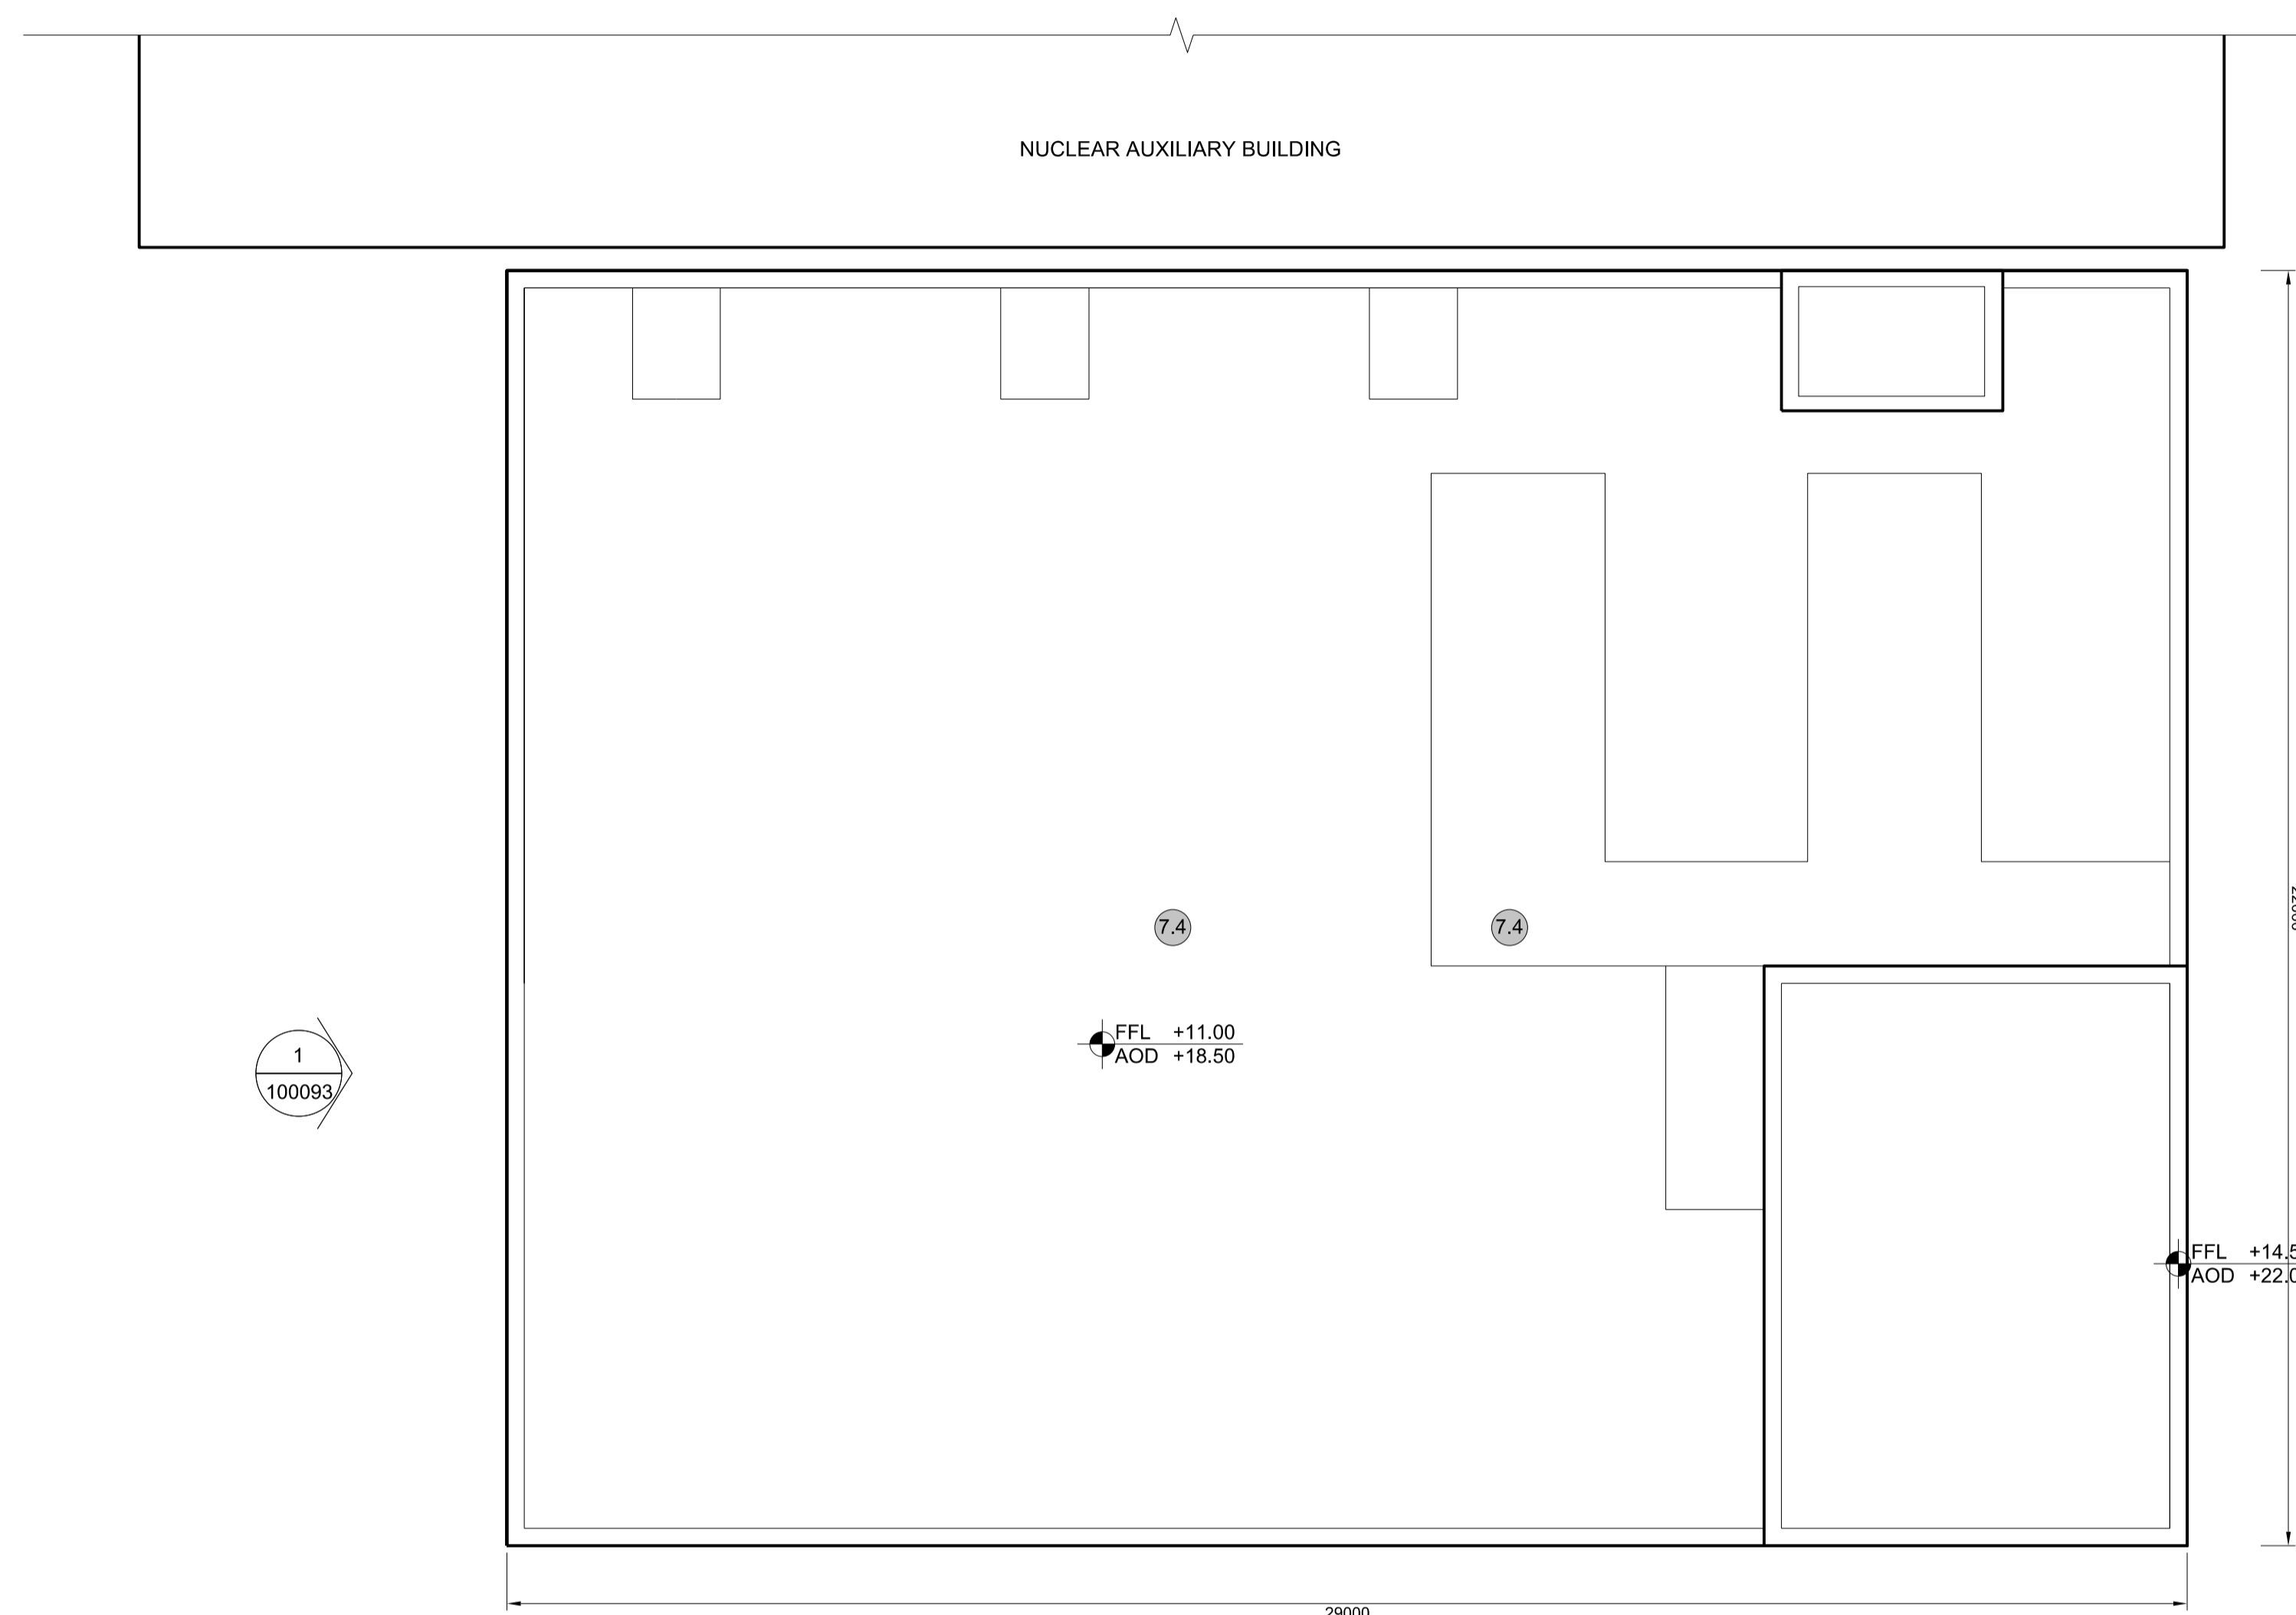 NUCLEAR AUXILIARY BUILDING
7.4
7.4
FFL +11.00
AOD +18.50
1
100093
FFL
AOD
29000